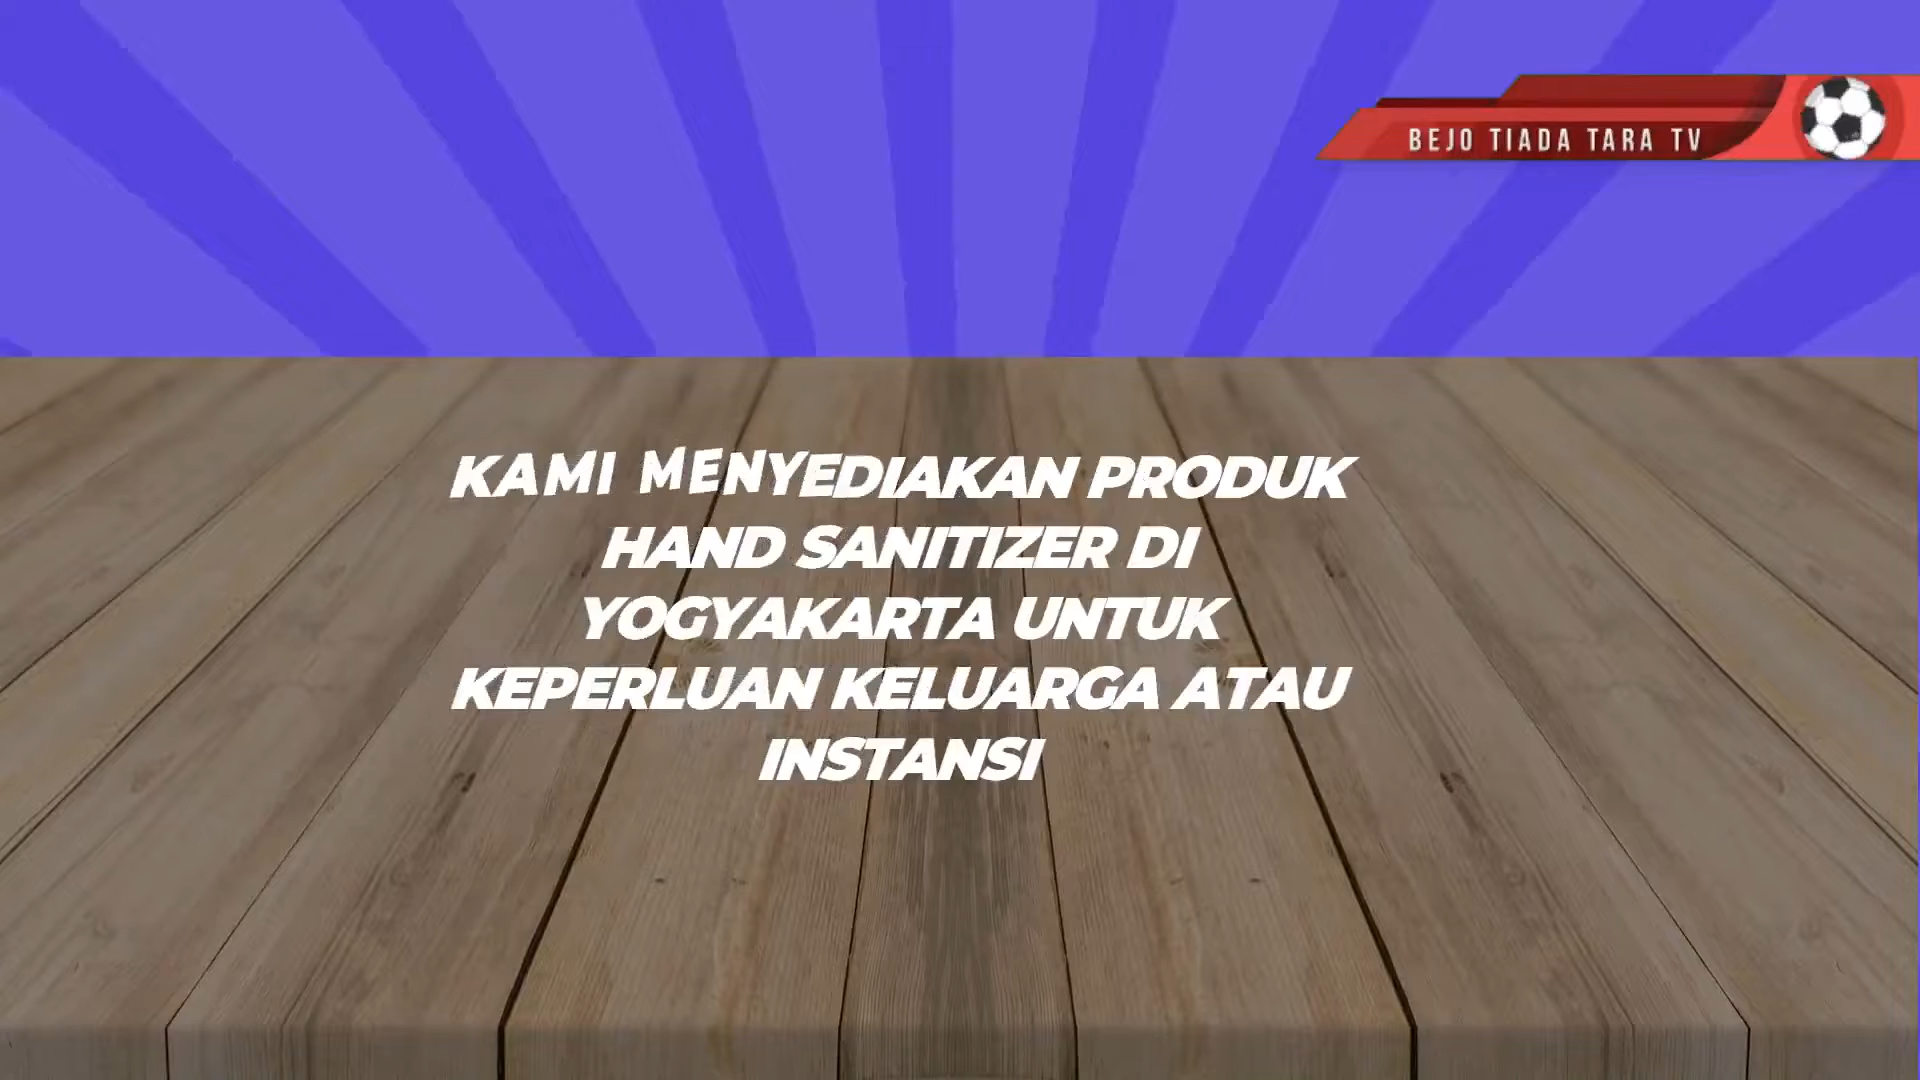 BEJO TIADA TARA TV
KAMI MENYEDIAKAN PRODUK
HAND SANITIZER DI
YOGYAKARTA UNTUK
KEPERLUAN KELUARGA ATAU
INSTANSI